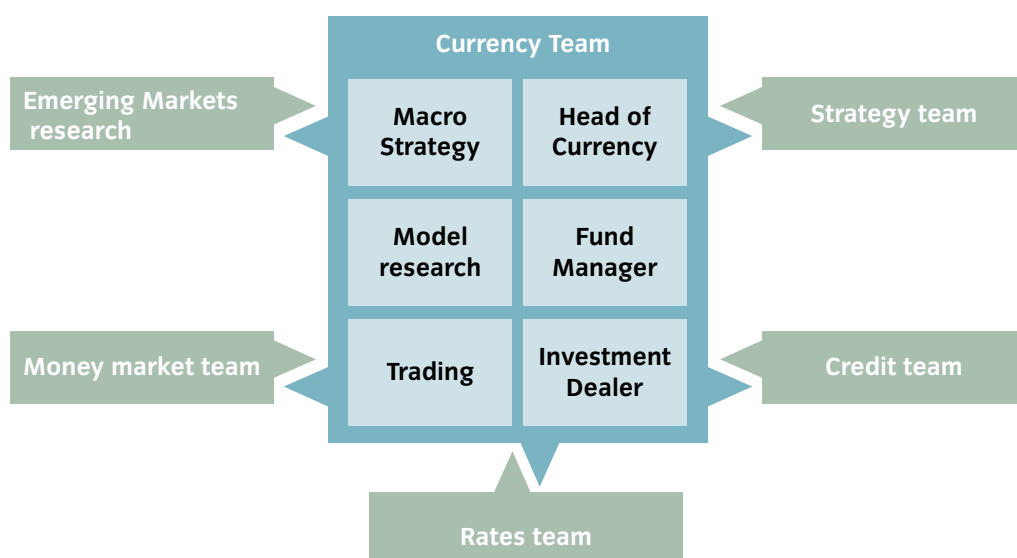 Currency Team
Emerging Markets
research
Macro
Strategy
Head of
Currency
Strategy team
Model
research
Fund
Manager
Money market team
Trading
Investment
Dealer
Credit team
Rates team